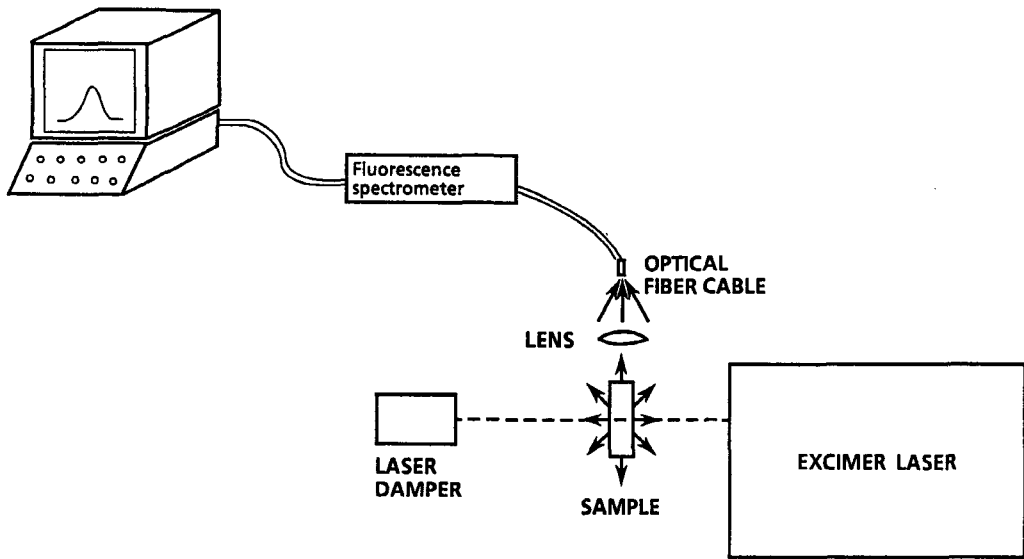 Fluorescence
spectrometer
OPTICAL
FIBER CABLE
LENS
LASER
DAMPER
SAMPLE
EXCIMER LASER